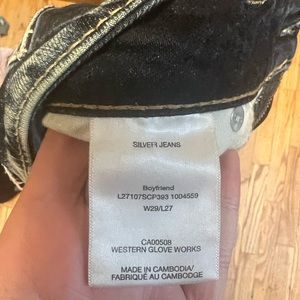 SILVER JEANS
Boyfriend
L27107SCP393 1004559
W29/L27
CA00508
WESTERN GLOVE WORKS
MADE IN CAMBODIA/
FABRIQUÉ AU CAMBODGE